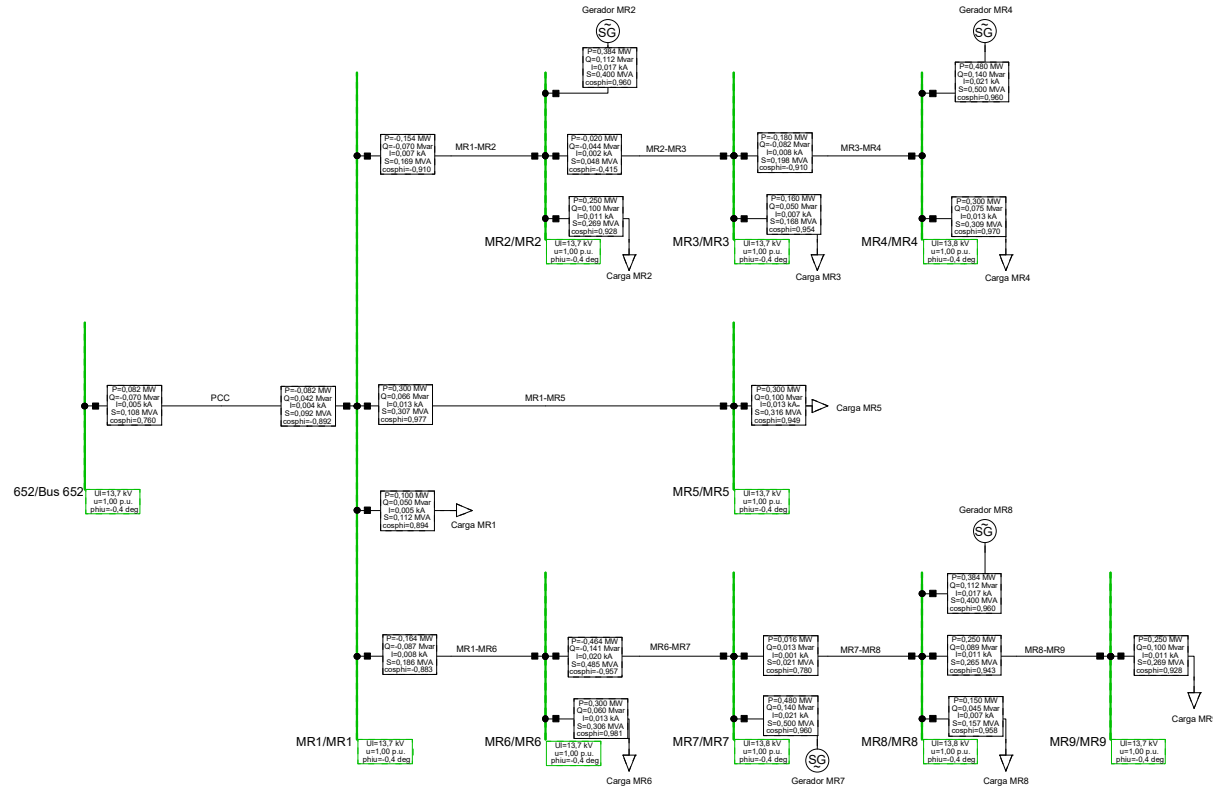 Gerador MR2
SG
P=0,384 MW
Q=0,112 Mvar
I=0,017 kA
S=0,400 MVA
cosphi=0,960
Gerador MR4
SG
P=0,480 MW
Q=0,140 Mvar
I=0,021 kA
S=0,500 MVA
cosphi=0,960
P=-0,154 MW
Q=-0,070 Mvar
I=0,007 kA
S=0,169 MVA
cosphi=-0,910
MR1-MR2
P=-0,020 MW
Q=-0,044 Mvar
I=0,002 kA
S=0,048 MVA
cosphi=-0,415
MR2-MR3
P=-0,180 MW
Q=-0,082 Mvar
I=0,008 kA
S=0,198 MVA
cosphi=-0,910
MR3-MR4
P=0,250 MW
Q=0,100 Mvar
I=0,011 kA
S=0,269 MVA
cosphi=0,928
P=0,160 MW
Q=0,050 Mvar
I=0,007 kA
S=0,168 MVA
cosphi=0,954
P=0,300 MW
Q=0,075 Mvar
I=0,013 kA
S=0,309 MVA
cosphi=0,970
MR2/MR2
Ul=13,7 kV
u=1,00 p.u.
phiu=-0,4 deg
Carga MR2
MR3/MR3
Ul=13,7 kV
u=1,00 p.u.
phiu=-0,4 deg
Carga MR3
MR4/MR4
Ul=13,8 kV
u=1,00 p.u.
phiu=-0,4 deg
Carga MR4
P=0,082 MW
Q=-0,070 Mvar
I=0,005 kA
S=0,108 MVA
cosphi=0,760
PCC
P=-0,082 MW
Q=0,042 Mvar
I=0,004 kA
S=0,092 MVA
cosphi=-0,892
P=0,300 MW
Q=0,066 Mvar
I=0,013 kA
S=0,307 MVA
cosphi=0,977
MR1-MR5
P=0,300 MW
Q=0,100 Mvar
I=0,013 kA
S=0,316 MVA
cosphi=0,949
Carga MR5
652/Bus 652
Ul=13,7 kV
u=1,00 p.u.
phiu=-0,4 deg
P=0,100 MW
Q=0,050 Mvar
I=0,005 kA
S=0,112 MVA
cosphi=0,894
Carga MR1
MR5/MR5
Ul=13,7 kV
u=1,00 p.u.
phiu=-0,4 deg
Gerador MR8
SG
P=0,384 MW
Q=0,112 Mvar
I=0,017 kA
S=0,400 MVA
cosphi=0,960
P=-0,164 MW
Q=-0,087 Mvar
I=0,008 kA
S=0,186 MVA
cosphi=-0,883
MR1-MR6
P=-0,464 MW
Q=-0,141 Mvar
I=0,020 kA
S=0,485 MVA
cosphi=-0,957
MR6-MR7
P=0,016 MW
Q=0,013 Mvar
I=0,001 kA
S=0,021 MVA
cosphi=0,780
MR7-MR8
P=0,250 MW
Q=0,089 Mvar
I=0,011 kA
S=0,265 MVA
cosphi=0,943
MR8-MR9
P=0,250 MW
Q=0,100 Mvar
I=0,011 kA
S=0,269 MVA
cosphi=0,928
Carga MR
P=0,300 MW
Q=0,060 Mvar
I=0,013 kA
S=0,306 MVA
cosphi=0,981
P=0,480 MW
Q=0,140 Mvar
I=0,021 kA
S=0,500 MVA
cosphi=0,960
P=0,150 MW
Q=0,045 Mvar
I=0,007 kA
S=0,157 MVA
cosphi=0,958
MR1/MR1
Ul=13,7 kV
u=1,00 p.u.
phiu=-0,4 deg
MR6/MR6
Ul=13,7 kV
u=1,00 p.u.
phiu=-0,4 deg
Carga MR6
MR7/MR7
Ul=13,8 kV
u=1,00 p.u.
phiu=-0,4 deg
SG
Gerador MR7
MR8/MR8
Ul=13,8 kV
u=1,00 p.u.
phiu=-0,4 deg
Carga MR8
MR9/MR9
Ul=13,7 kV
u=1,00 p.u.
phiu=-0,4 deg